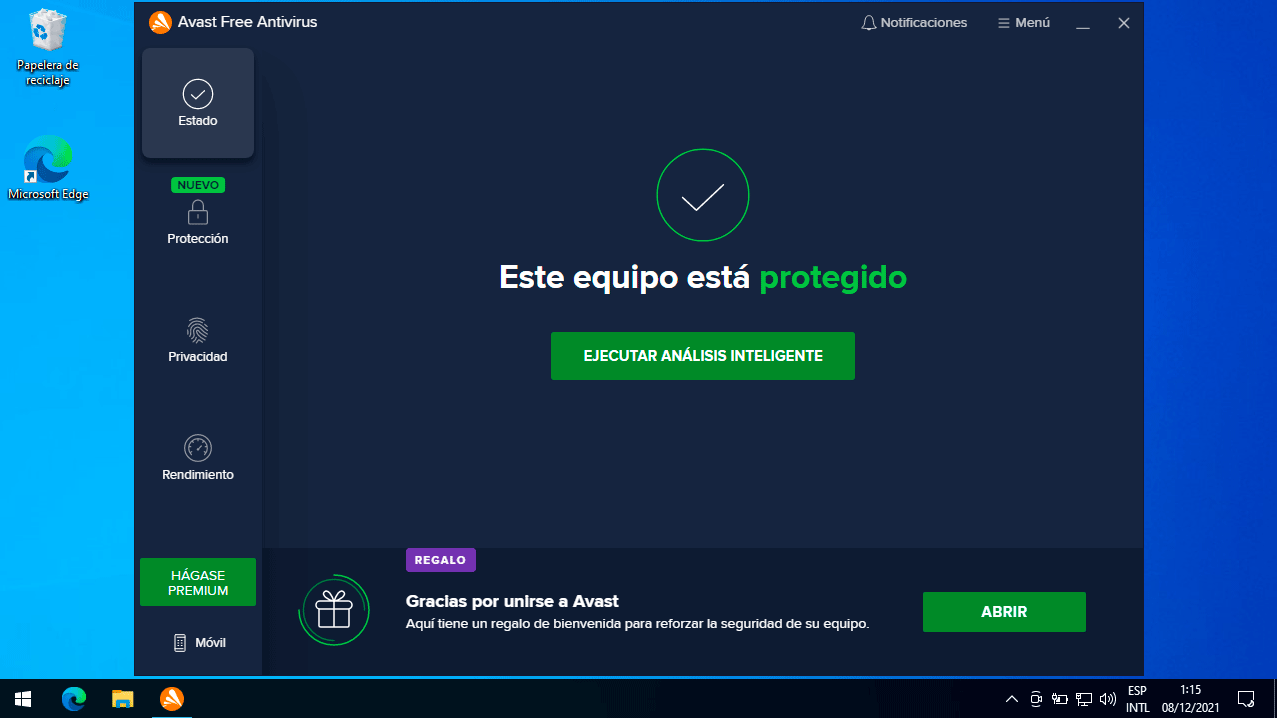 Papelera de
reciclaje
Microsoft Edge
Avast Free Antivirus
Notificaciones
Menú
Estado
NUEVO
Protección
Privacidad
Rendimiento
HÁGASE
PREMIUM
Móvil
Este equipo está protegido
EJECUTAR ANÁLISIS INTELIGENTE
REGALO
Gracias por unirse a Avast
Aquí tiene un regalo de bienvenida para reforzar la seguridad de su equipo.
ABRIR
ESP
INTL
1:15
08/12/2021